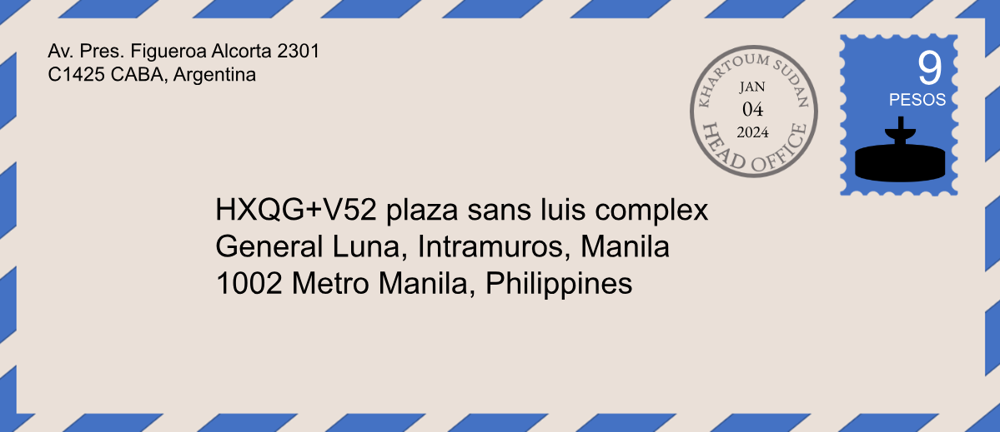 Av. Pres. Figueroa Alcorta 2301
C1425 CABA, Argentina
KHARTOUM SUDAN
JAN
04
2024
HEAD OFFICE
9
PESOS
HXQG+V52 plaza sans luis complex
General Luna, Intramuros, Manila
1002 Metro Manila, Philippines